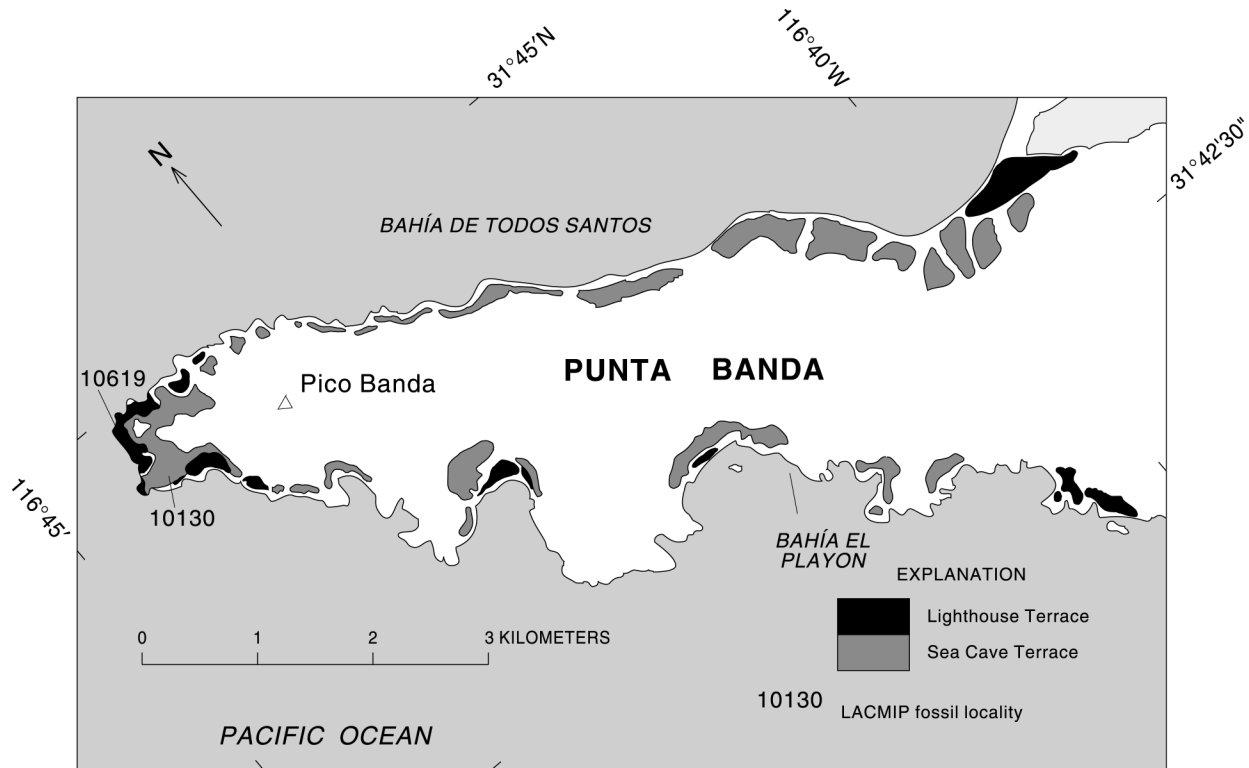 31°45'N
116°40'W
31°42'30"
N
BAHÍA DE TODOS SANTOS
10619
Pico Banda
PUNTA BANDA
116°45'
10130
BAHÍA EL
PLAYON
EXPLANATION
Lighthouse Terrace
Sea Cave Terrace
10130 LACMIP fossil locality
0 1 2 3 KILOMETERS
PACIFIC OCEAN